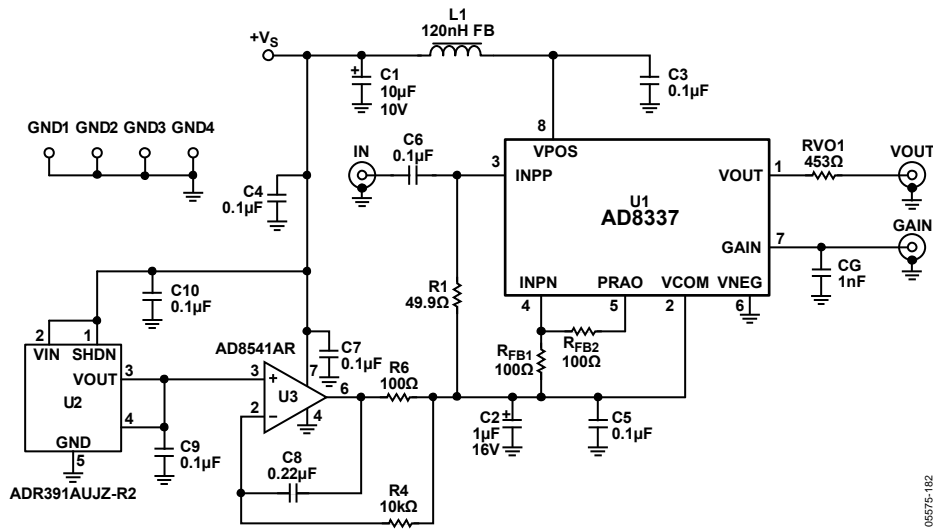 L1
120nH FB
+VS
C1
10µF
10V
C3
0.1µF
GND1 GND2 GND3 GND4
C6
0.1µF
IN
8
VPOS
3
INPP
RVO1
453Ω
VOUT
VOUT
1
U1
AD8337
GAIN
GAIN
7
C4
0.1µF
CG
1nF
R1
49.9Ω
INPN PRAO VCOM VNEG
4 5 2 6
C10
0.1µF
RFB2
100Ω
RFB1
100Ω
2 1
VIN SHDN
AD8541AR
C7
0.1µF
VOUT
3
U2
4
GND
5
3
+
7
U3
6
2
–
4
R6
100Ω
C2
1µF
16V
+
C5
0.1µF
C9
0.1µF
C8
0.22µF
ADR391AUJZ-R2
R4
10kΩ
05575-182